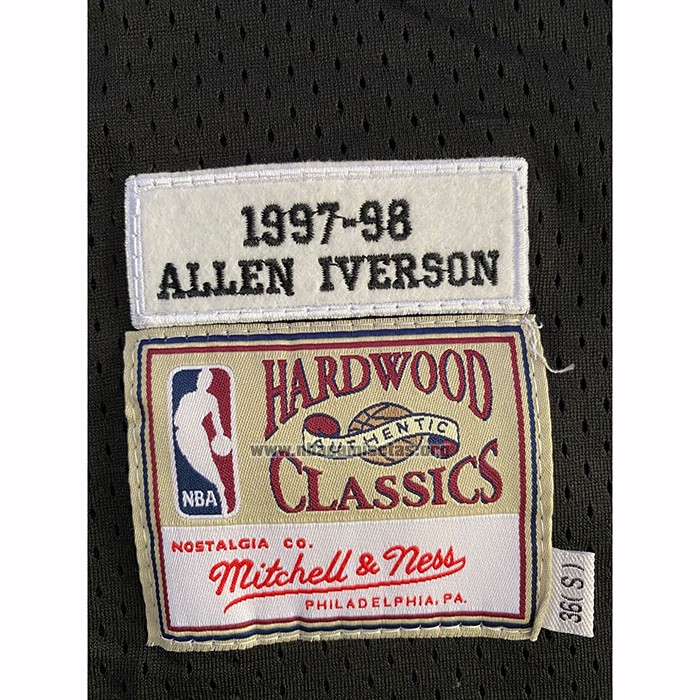 1997-98
ALLEN IVERSON
HARDWOOD
AUTHENTIC
CLASSICS
NBA
NOSTALGIA CO.
Mitchell & Ness
PHILADELPHIA, PA.
36(S)